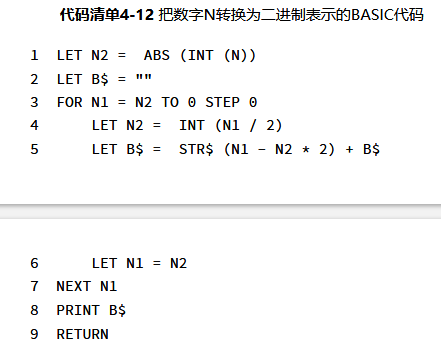 代码清单4-12 把数字N转换为二进制表示的BASIC代码
1 LET N2 =  ABS (INT (N))
2 LET B$ = ""
3 FOR N1 = N2 TO 0 STEP 0
4     LET N2 =  INT (N1 / 2)
5     LET B$ =  STR$ (N1 - N2 * 2) + B$
6     LET N1 = N2
7 NEXT N1
8 PRINT B$
9 RETURN